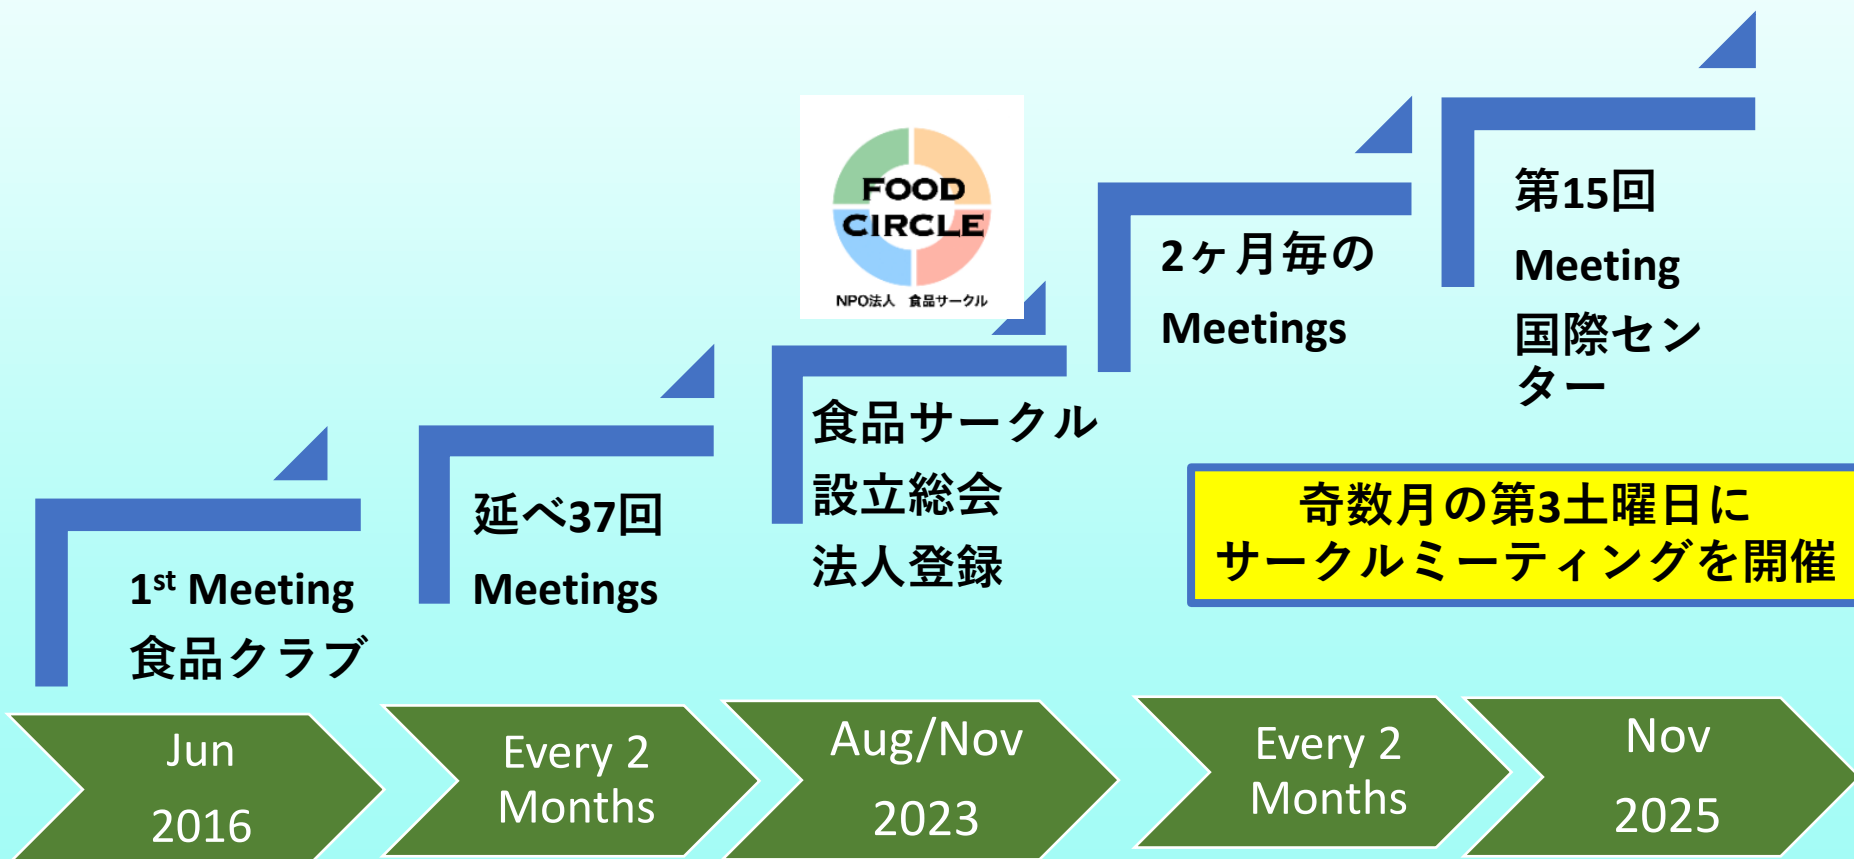 FOOD
CIRCLE
NPO法人 食品サークル
1st Meeting
食品クラブ
延べ37回
Meetings
食品サークル
設立総会
法人登録
2ヶ月毎の
Meetings
第15回
Meeting
国際セン
ター
奇数月の第3土曜日に
サークルミーティングを開催
Jun
2016
Every 2
Months
Aug/Nov
2023
Every 2
Months
Nov
2025